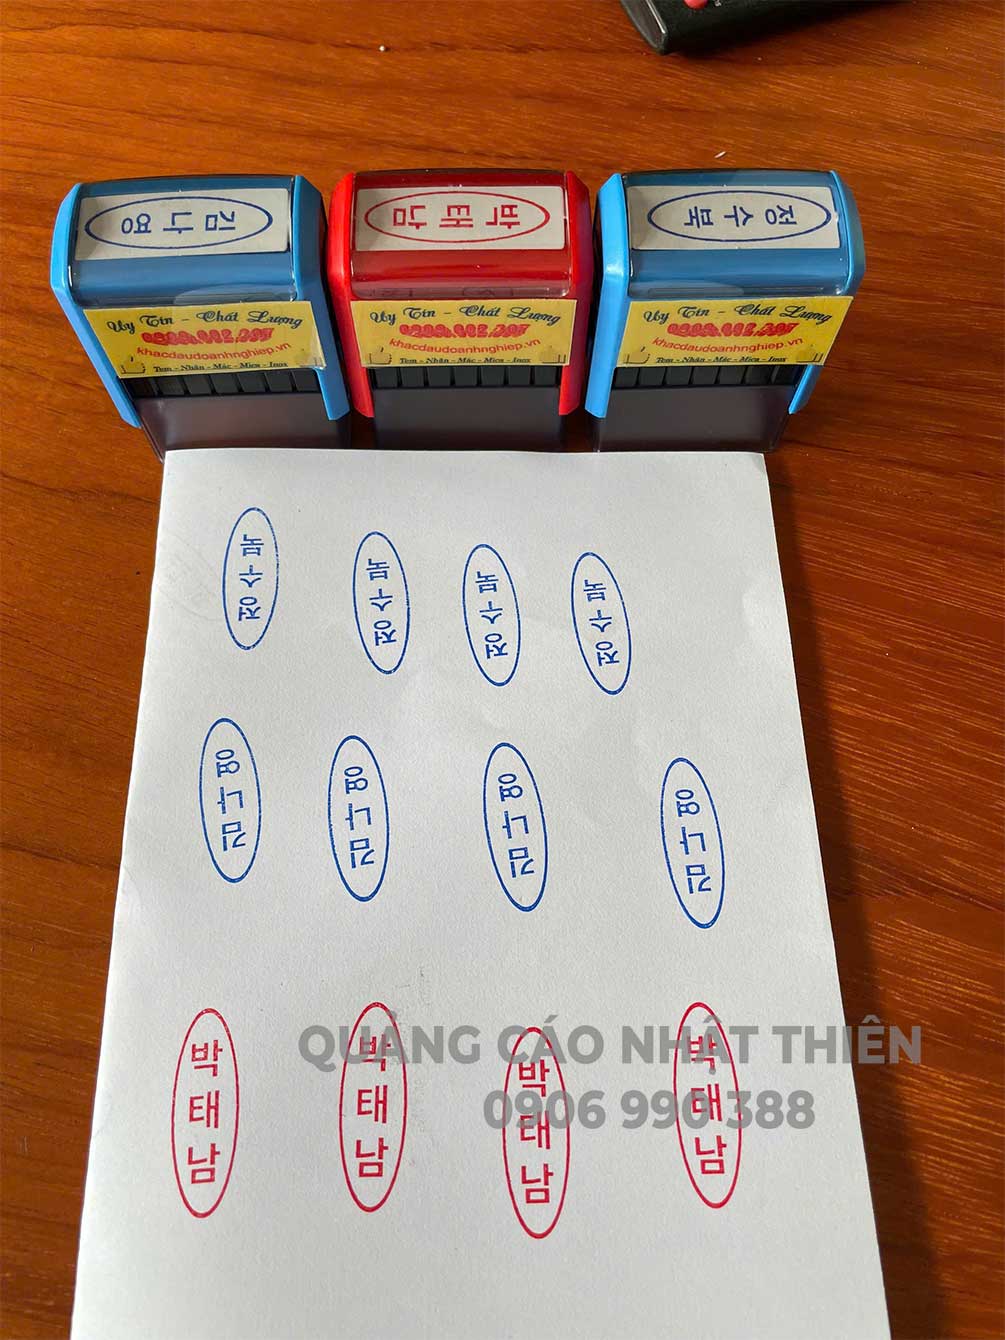 김 나 영
박 태 남
정 수 복
Uy Tín - Chất Lượng
khacdaudoanhnghiep.vn
Tem - Nhãn - Mác - Mica - Inox
Uy Tín - Chất Lượng
khacdaudoanhnghiep.vn
Tem - Nhãn - Mác - Mica - Inox
Uy Tín - Chất Lượng
khacdaudoanhnghiep.vn
Tem - Nhãn - Mác - Mica - Inox
정 수 복
정 수 복
정 수 복
정 수 복
김 나 영
김 나 영
김 나 영
김 나 영
박 태 남
박 태 남
박 태 남
박 태 남
QUẢNG CÁO NHẬT THIÊN
0906 990 388